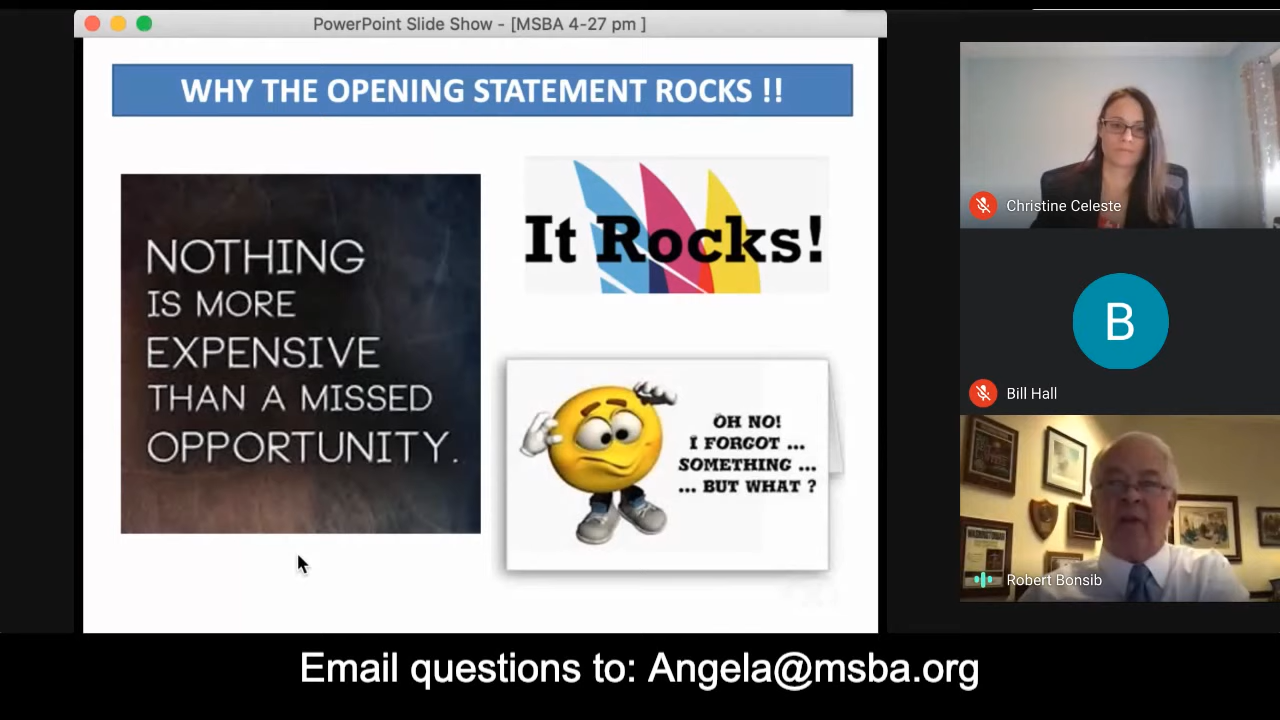 PowerPoint Slide Show - [MSBA 4-27 pm ]
WHY THE OPENING STATEMENT ROCKS !!
NOTHING
IS MORE
EXPENSIVE
THAN A MISSED
OPPORTUNITY.
It Rocks!
OH NO!
I FORGOT ...
SOMETHING ...
... BUT WHAT ?
Christine Celeste
B
Bill Hall
Robert Bonsib
Email questions to: Angela@msba.org